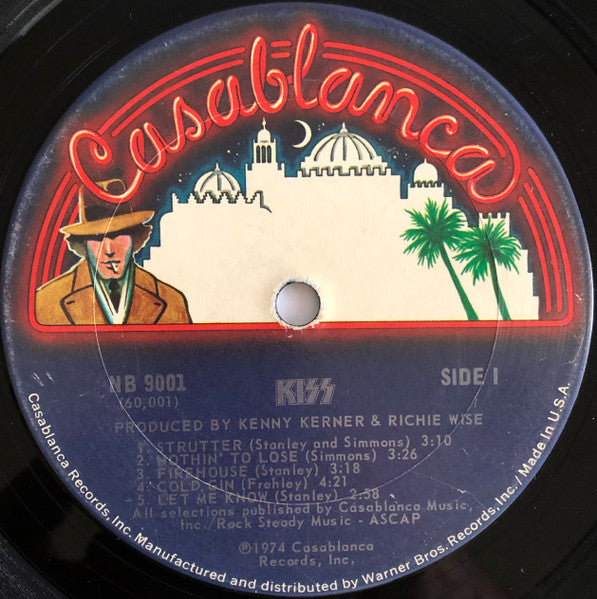 Casablanca
NB 9001
(60,001)
KISS
SIDE I
PRODUCED BY KENNY KERNER & RICHIE WISE
1. STRUTTER (Stanley and Simmons) 3:10
2. NOTHIN' TO LOSE (Simmons) 3:26
3. FIREHOUSE (Stanley) 3:18
4. COLD GIN (Frehley) 4:21
5. LET ME KNOW (Stanley) 2:58
All selections published by Casablanca Music,
Inc./Rock Steady Music - ASCAP
℗1974 Casablanca
Records, Inc.
Casablanca Records, Inc. Manufactured and distributed by Warner Bros. Records, Inc./Made in U.S.A.